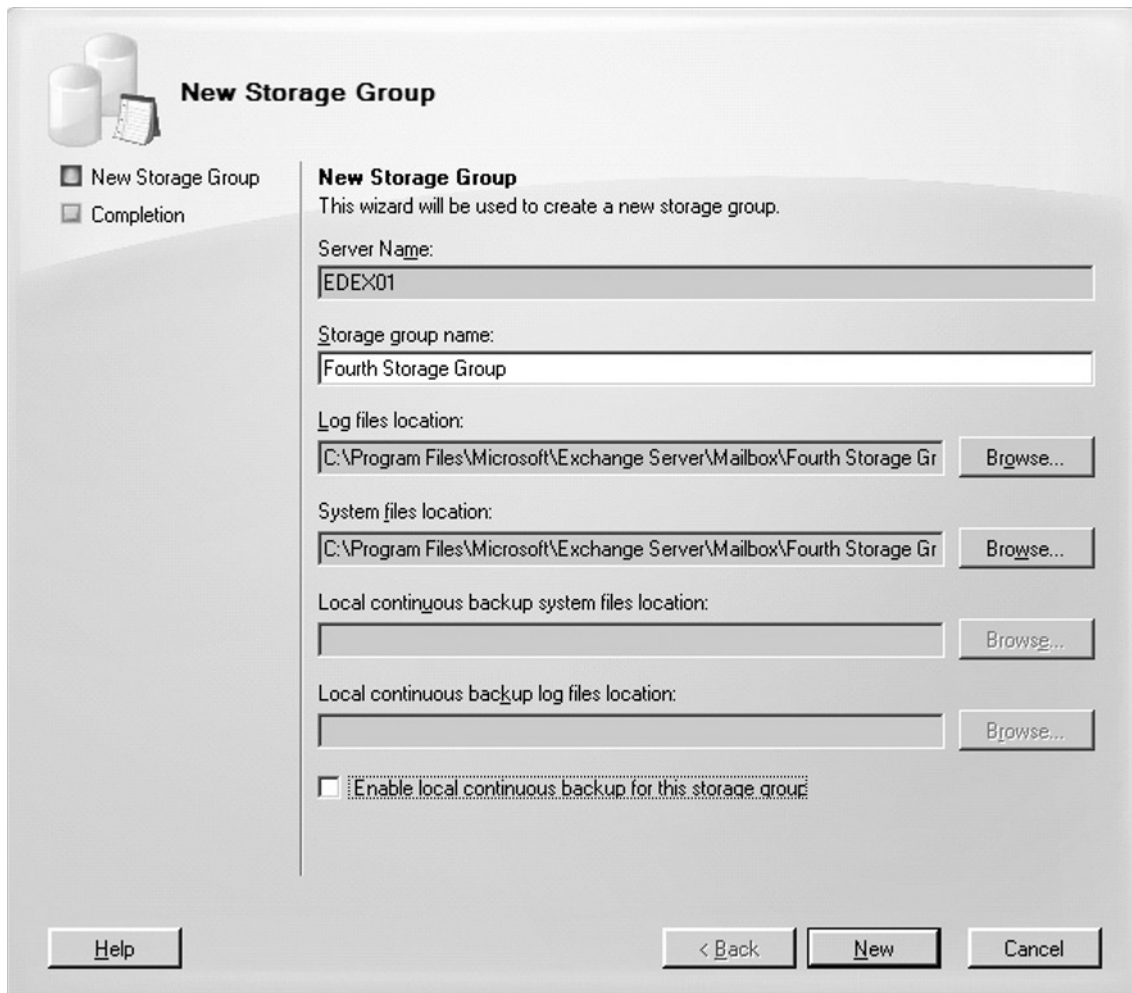 New Storage Group
New Storage Group
Completion
New Storage Group
This wizard will be used to create a new storage group.
Server Name:
EDEX01
Storage group name:
Fourth Storage Group
Log files location:
C:\Program Files\Microsoft\Exchange Server\Mailbox\Fourth Storage Gr
Browse...
System files location:
C:\Program Files\Microsoft\Exchange Server\Mailbox\Fourth Storage Gr
Browse...
Local continuous backup system files location:
Browse...
Local continuous backup log files location:
Browse...
Enable local continuous backup for this storage group
Help
< Back
New
Cancel